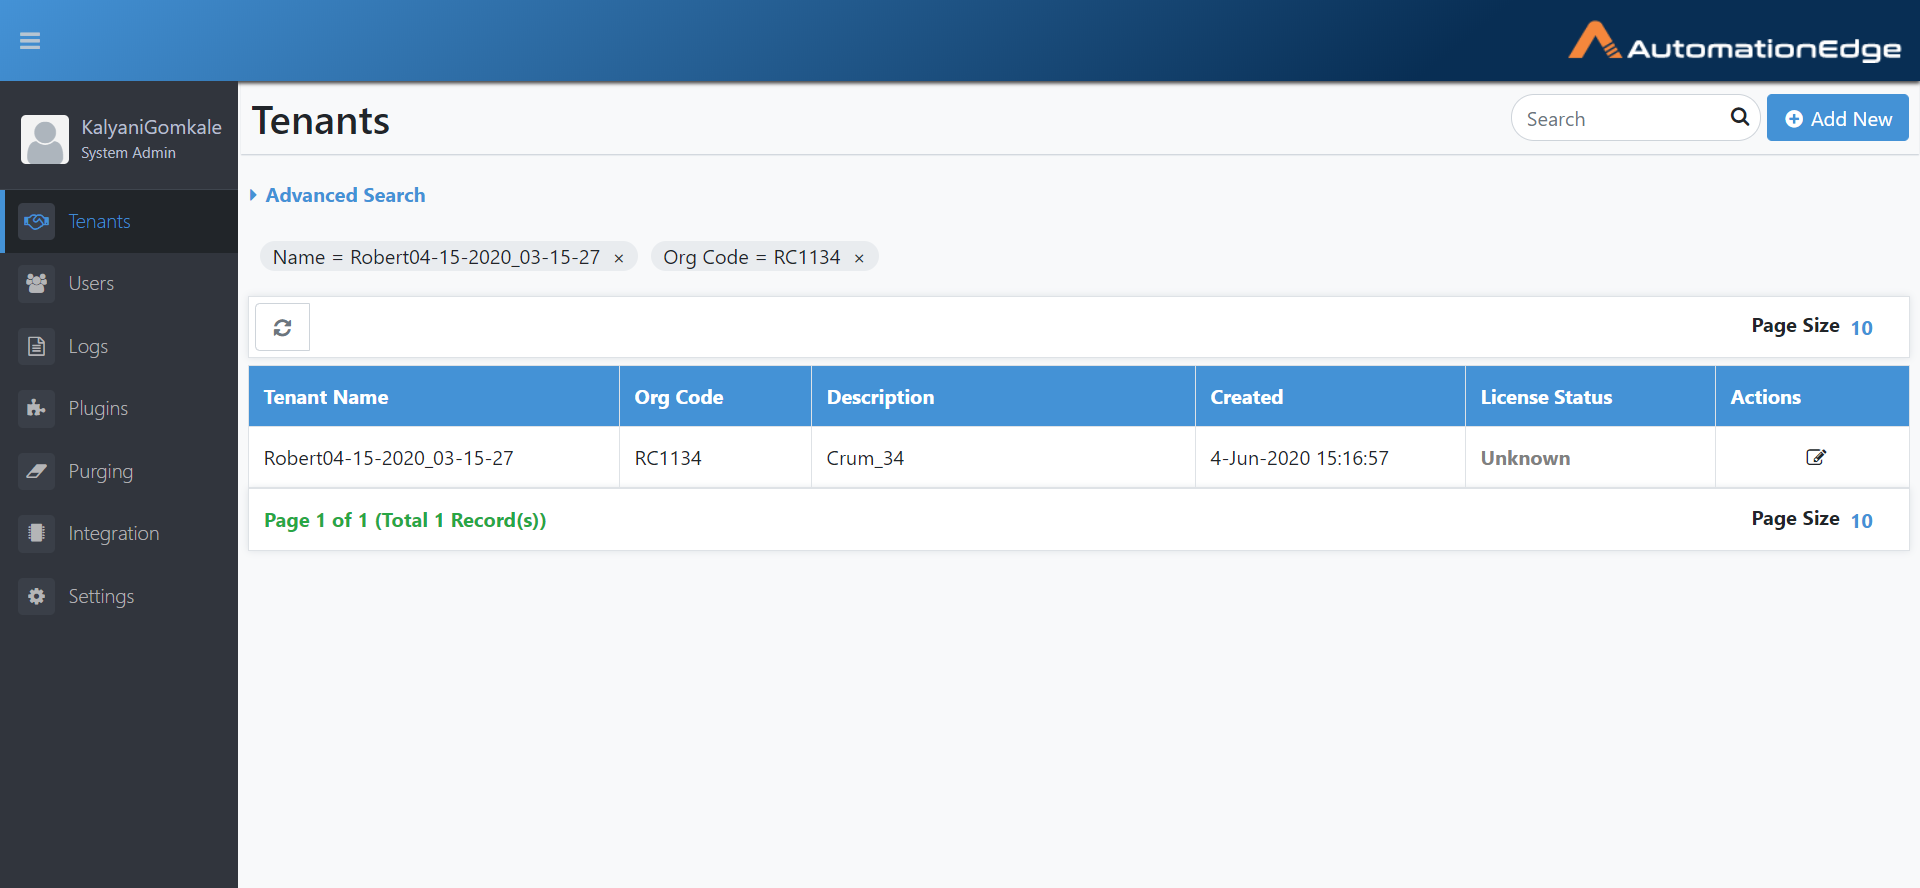 AutomationEdge
KalyaniGomkale
System Admin
Tenants
Users
Logs
Plugins
Purging
Integration
Settings
Tenants
Search
Add New
Advanced Search
Name = Robert04-15-2020_03-15-27 × Org Code = RC1134 ×
Page Size 10
Tenant Name Org Code Description Created License Status Actions
Robert04-15-2020_03-15-27 RC1134 Crum_34 4-Jun-2020 15:16:57 Unknown
Page 1 of 1 (Total 1 Record(s)) Page Size 10